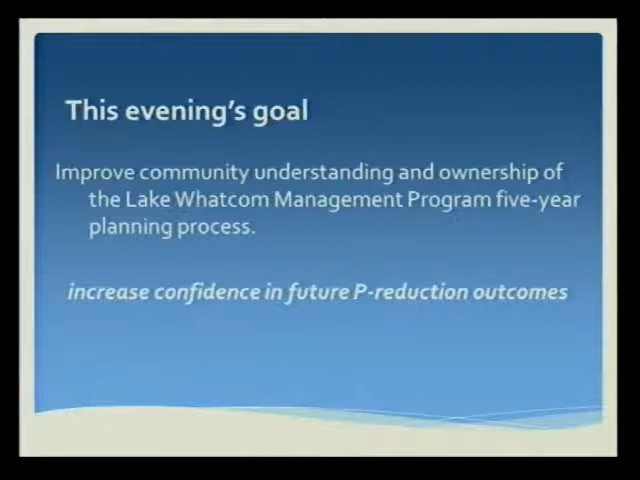 This evening's goal
Improve community understanding and ownership of
the Lake Whatcom Management Program five-year
planning process.
increase confidence in future P-reduction outcomes